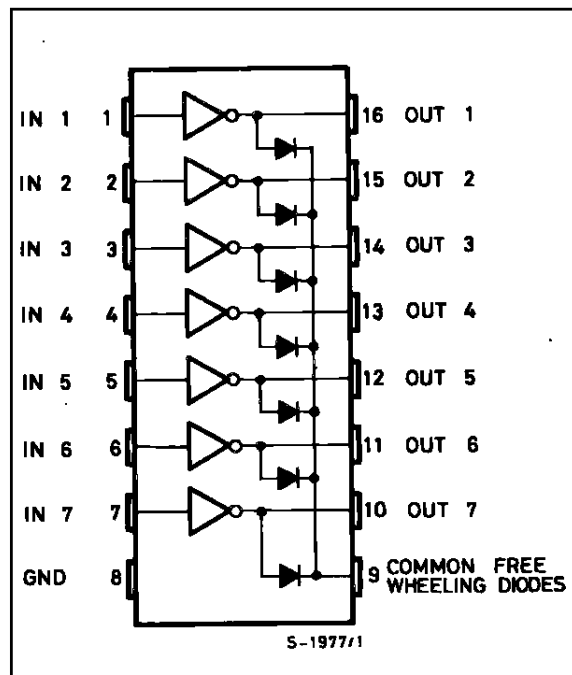 IN 1 1 16 OUT 1
IN 2 2 15 OUT 2
IN 3 3 14 OUT 3
IN 4 4 13 OUT 4
IN 5 5 12 OUT 5
IN 6 6 11 OUT 6
IN 7 7 10 OUT 7
GND 8 9 COMMON FREE
WHEELING DIODES
S-1977/1